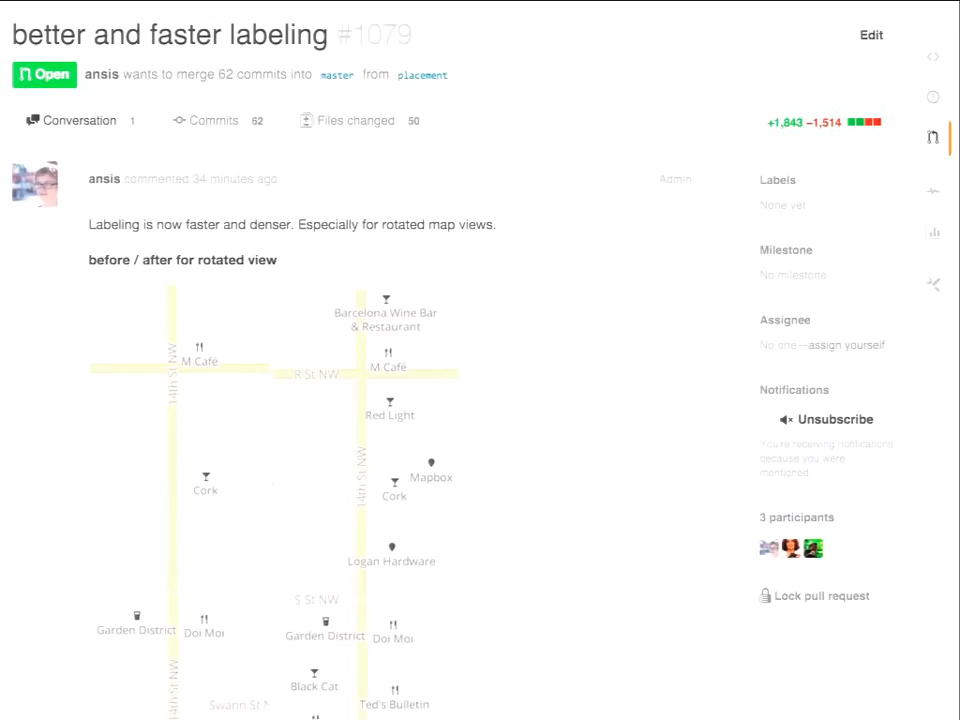 better and faster labeling #1079
Edit
Open ansis wants to merge 62 commits into master from placement
Conversation 1 Commits 62 Files changed 50
+1,843 −1,514
ansis commented 34 minutes ago
Admin
Labeling is now faster and denser. Especially for rotated map views.
before / after for rotated view
14th St NW
M Café
Cork
Garden District
Doi Moi
14th St NW
Swann St N
Barcelona Wine Bar
& Restaurant
M Café
R St NW
Red Light
14th St NW
Mapbox
Cork
Logan Hardware
S St NW
Garden District
Doi Moi
Black Cat
Ted's Bulletin
Labels
None yet
Milestone
No milestone
Assignee
No one—assign yourself
Notifications
Unsubscribe
You're receiving notifications
because you were
mentioned.
3 participants
Lock pull request